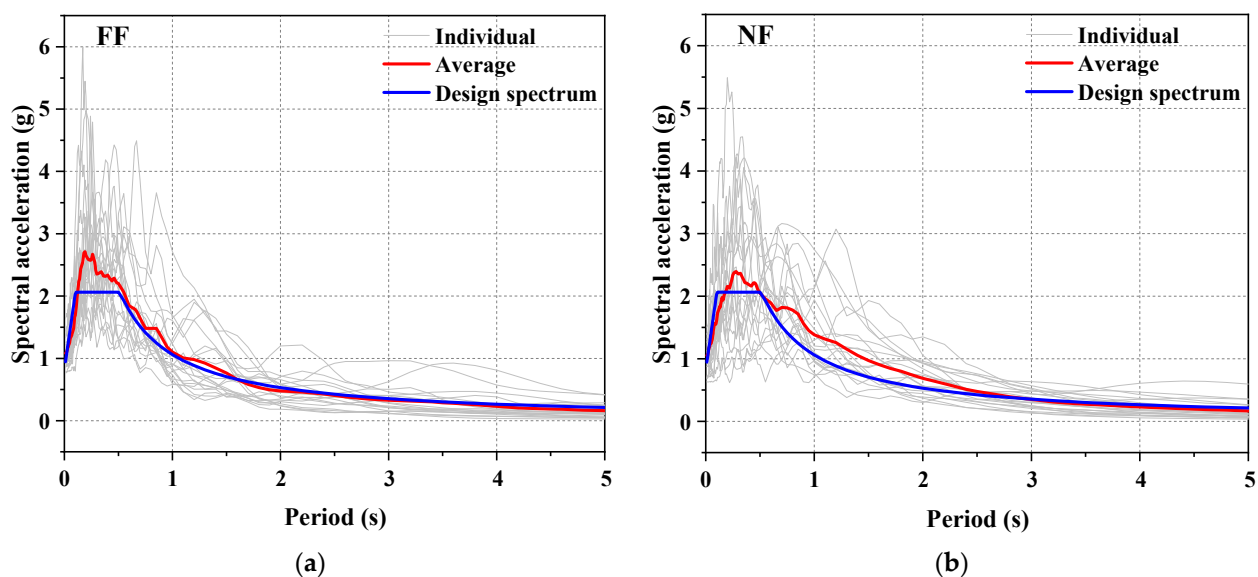 FF
Individual
Average
Design spectrum
Spectral acceleration (g)
6
5
4
3
2
1
0
0 1 2 3 4 5
Period (s)
(a)
NF
Individual
Average
Design spectrum
Spectral acceleration (g)
6
5
4
3
2
1
0
0 1 2 3 4 5
Period (s)
(b)